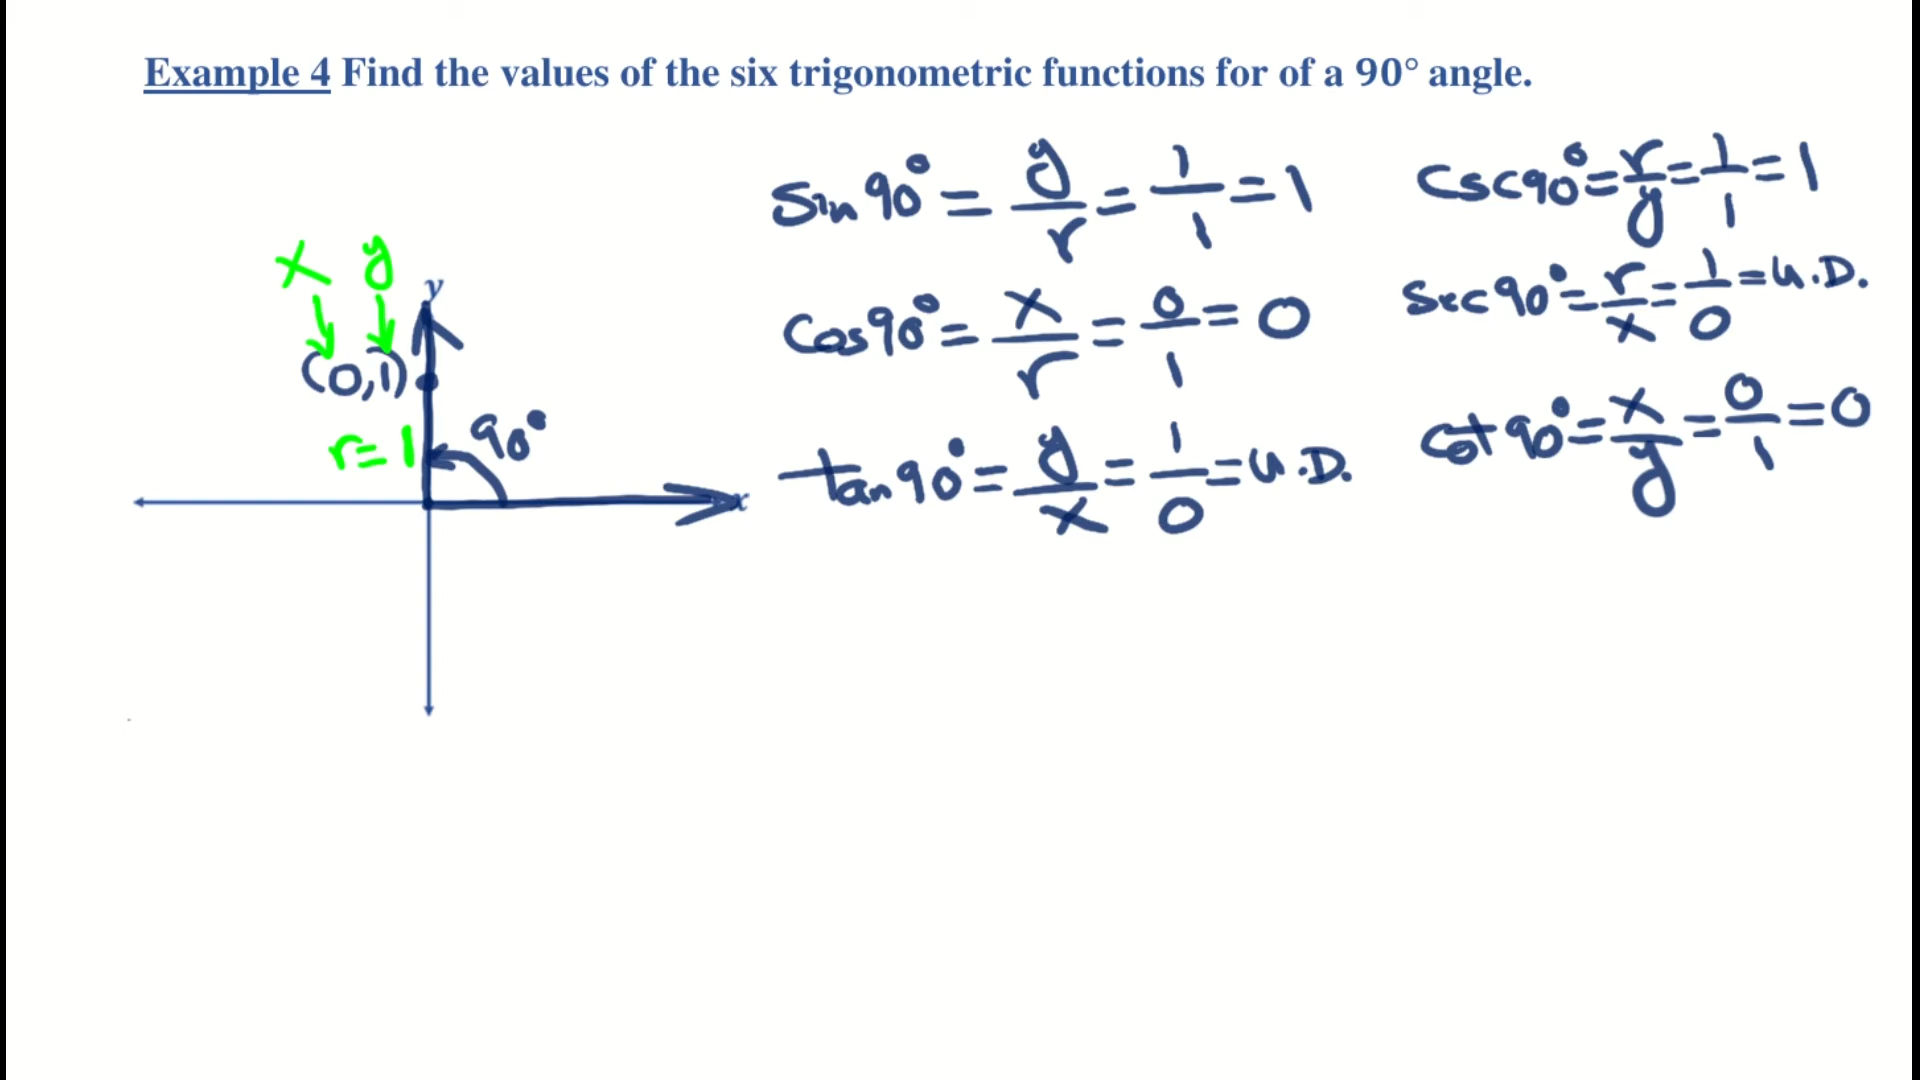 Example 4 Find the values of the six trigonometric functions for of a 90° angle.
x y
y
(0,1)
r=1
90°
x
sin 90° = y/r = 1/1 = 1
cos 90° = x/r = 0/1 = 0
tan 90° = y/x = 1/0 = U.D.
csc 90° = r/y = 1/1 = 1
sec 90° = r/x = 1/0 = U.D.
cot 90° = x/y = 0/1 = 0